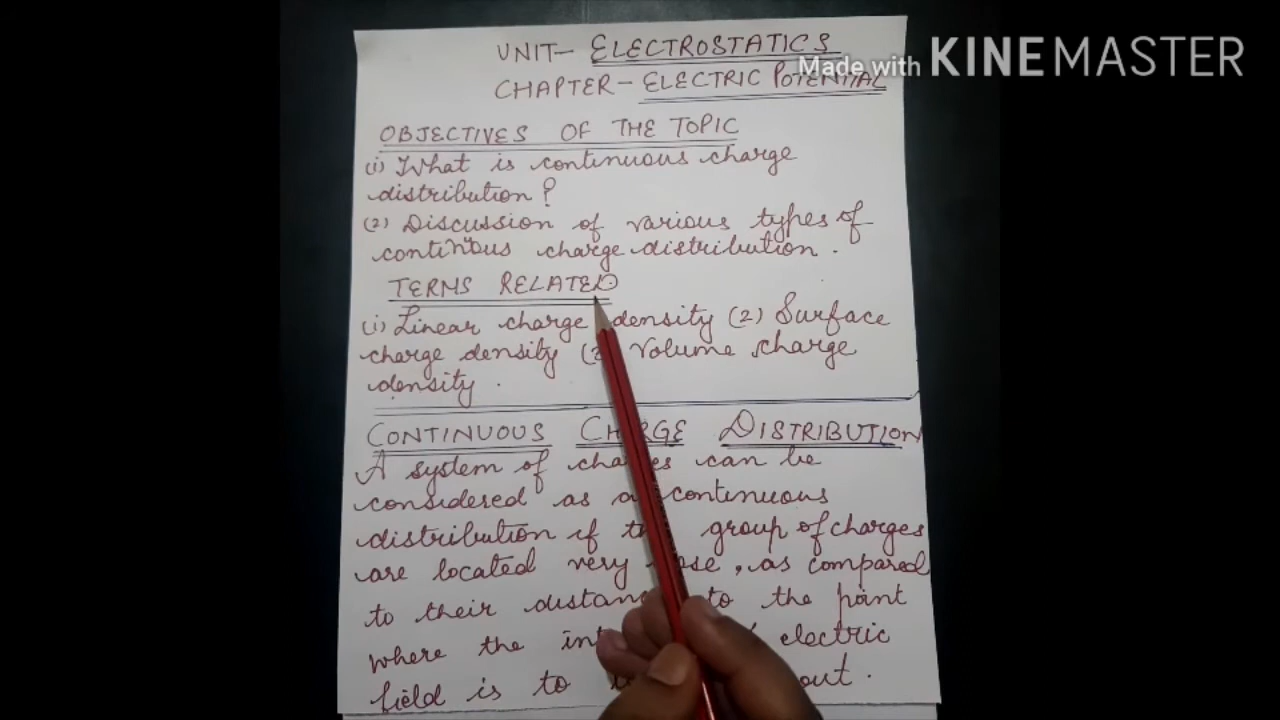 UNIT- ELECTROSTATICS
Made with KINEMASTER
CHAPTER- ELECTRIC POTENTIAL
OBJECTIVES OF THE TOPIC
(i) What is continuous charge
distribution?
(2) Discussion of various types of
continuous charge distribution.
TERMS RELATED
(i) Linear charge density (2) Surface
charge density ( Volume charge
density.
CONTINUOUS CHARGE DISTRIBUTION
A system of charges can be
considered as a continuous
distribution if group of charges
are located very as compared
to their to the point
where the electric
field is to out.